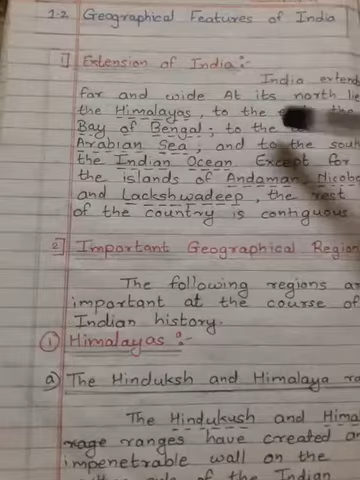 1.2 Geographical Features of India
1] Extension of India:-
India extend
far and wide At its north lie
the Himalayas, to the
Bay of Bengal, to the
Arabian Sea, and to the sout
the Indian Ocean Except for
the islands of Andaman Nicoba
and Lackshwadeep, the rest
of the country is contiguous
2] Important Geographical Region
The following regions a
important at the course of
Indian history.
① Himalayas :-
ⓐ The Hinduksh and Himalaya ra
The Hindukush and Hima
rage ranges have created a
impenetrable wall on the
side of the Indian